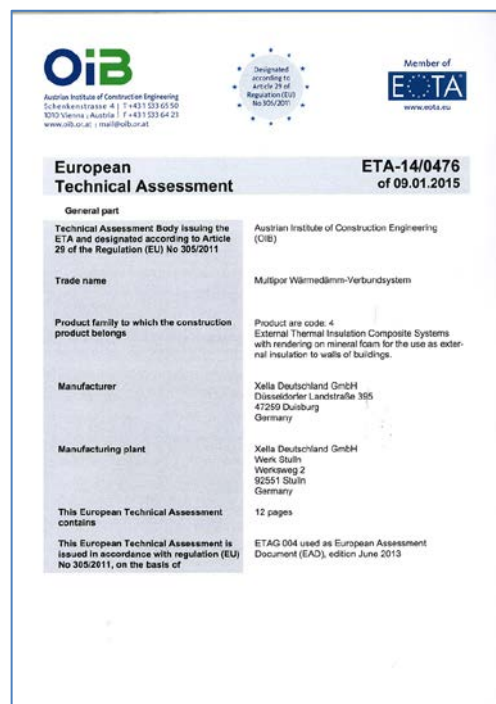 OiB
Austrian Institute of Construction Engineering
Schenkenstrasse 4 | T+43 1 533 65 50
1010 Vienna | Austria | F+43 1 533 64 23
www.oib.or.at | mail@oib.or.at
Designated
according to
Article 29 of
Regulation (EU)
No 305/2011
Member of
EOTA
www.eota.eu
European
Technical Assessment
ETA-14/0476
of 09.01.2015
General part
Technical Assessment Body issuing the
ETA and designated according to Article
29 of the Regulation (EU) No 305/2011
Austrian Institute of Construction Engineering
(OIB)
Trade name
Multipor Wärmedämm-Verbundsystem
Product family to which the construction
product belongs
Product are code: 4
External Thermal Insulation Composite Systems
with rendering on mineral foam for the use as exter-
nal insulation to walls of buildings.
Manufacturer
Xella Deutschland GmbH
Düsseldorfer Landstraße 395
47259 Duisburg
Germany
Manufacturing plant
Xella Deutschland GmbH
Werk Stulln
Werksweg 2
92551 Stulln
Germany
This European Technical Assessment
contains
12 pages
This European Technical Assessment is
issued in accordance with regulation (EU)
No 305/2011, on the basis of
ETAG 004 used as European Assessment
Document (EAD), edition June 2013